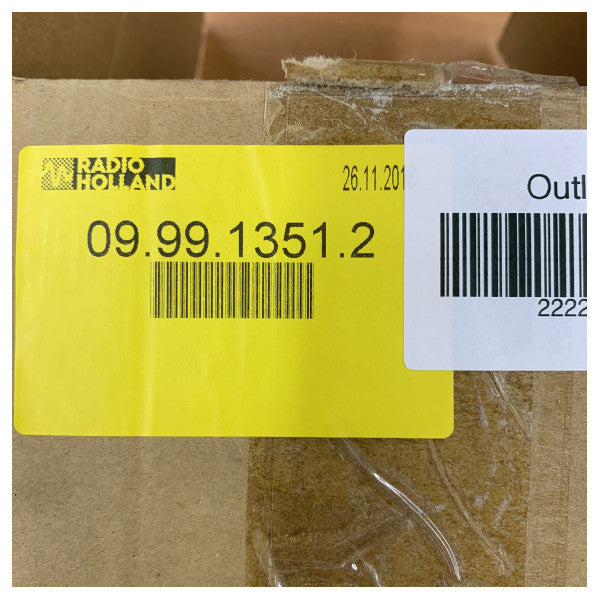 RADIO
HOLLAND
26.11.201
09.99.1351.2
Outl
2222